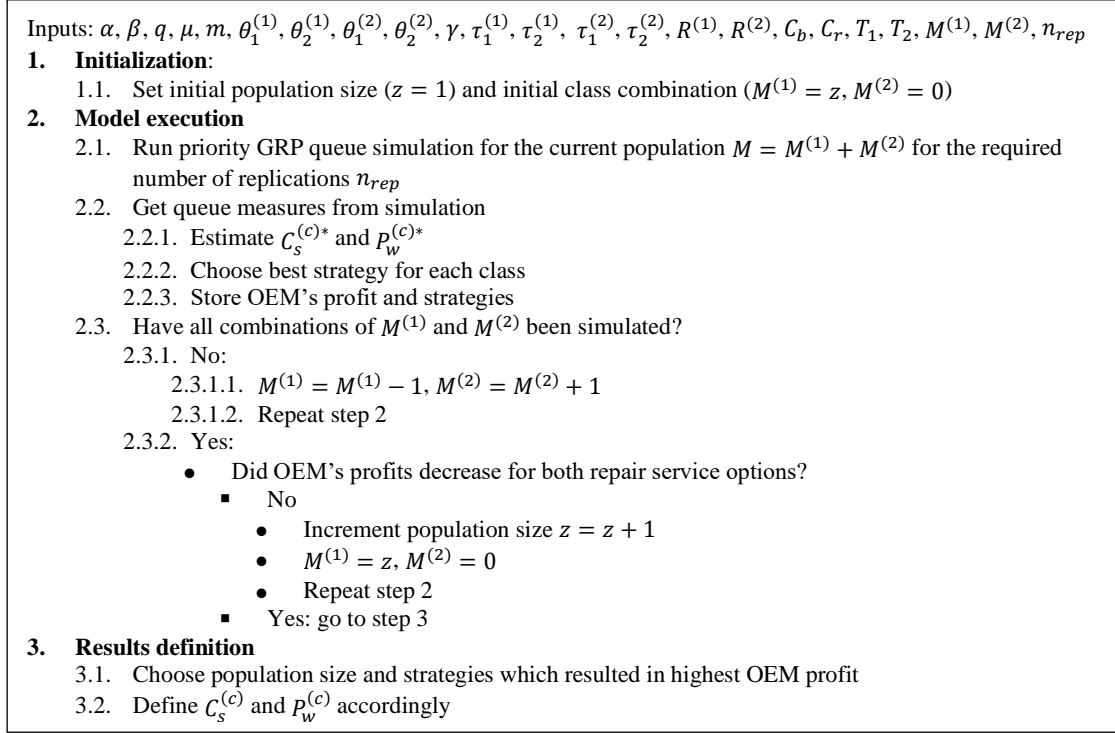 Inputs: α, β, q, μ, m, θ₁⁽¹⁾, θ₂⁽¹⁾, θ₁⁽²⁾, θ₂⁽²⁾, γ, τ₁⁽¹⁾, τ₂⁽¹⁾, τ₁⁽²⁾, τ₂⁽²⁾, R⁽¹⁾, R⁽²⁾, C_b, C_r, T₁, T₂, M⁽¹⁾, M⁽²⁾, n_rep
1. Initialization:
1.1. Set initial population size (z = 1) and initial class combination (M⁽¹⁾ = z, M⁽²⁾ = 0)
2. Model execution
2.1. Run priority GRP queue simulation for the current population M = M⁽¹⁾ + M⁽²⁾ for the required
number of replications n_rep
2.2. Get queue measures from simulation
2.2.1. Estimate C_s^(c)* and P_w^(c)*
2.2.2. Choose best strategy for each class
2.2.3. Store OEM’s profit and strategies
2.3. Have all combinations of M⁽¹⁾ and M⁽²⁾ been simulated?
2.3.1. No:
2.3.1.1. M⁽¹⁾ = M⁽¹⁾ − 1, M⁽²⁾ = M⁽²⁾ + 1
2.3.1.2. Repeat step 2
2.3.2. Yes:
● Did OEM’s profits decrease for both repair service options?
▪ No
● Increment population size z = z + 1
● M⁽¹⁾ = z, M⁽²⁾ = 0
● Repeat step 2
▪ Yes: go to step 3
3. Results definition
3.1. Choose population size and strategies which resulted in highest OEM profit
3.2. Define C_s^(c) and P_w^(c) accordingly